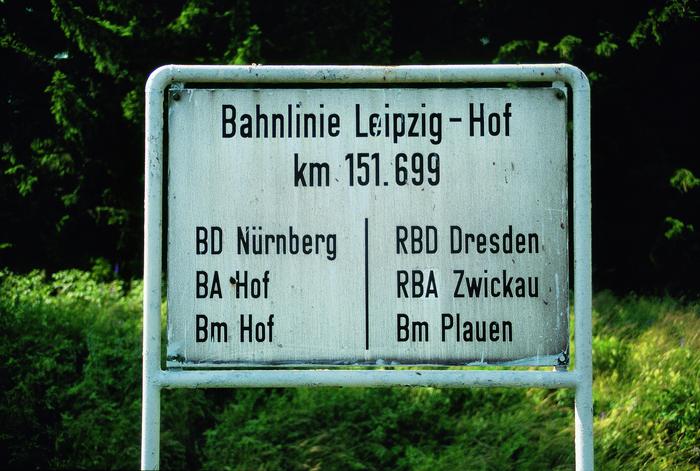 Bahnlinie Leipzig-Hof
km 151.699
BD Nürnberg
BA Hof
Bm Hof
RBD Dresden
RBA Zwickau
Bm Plauen